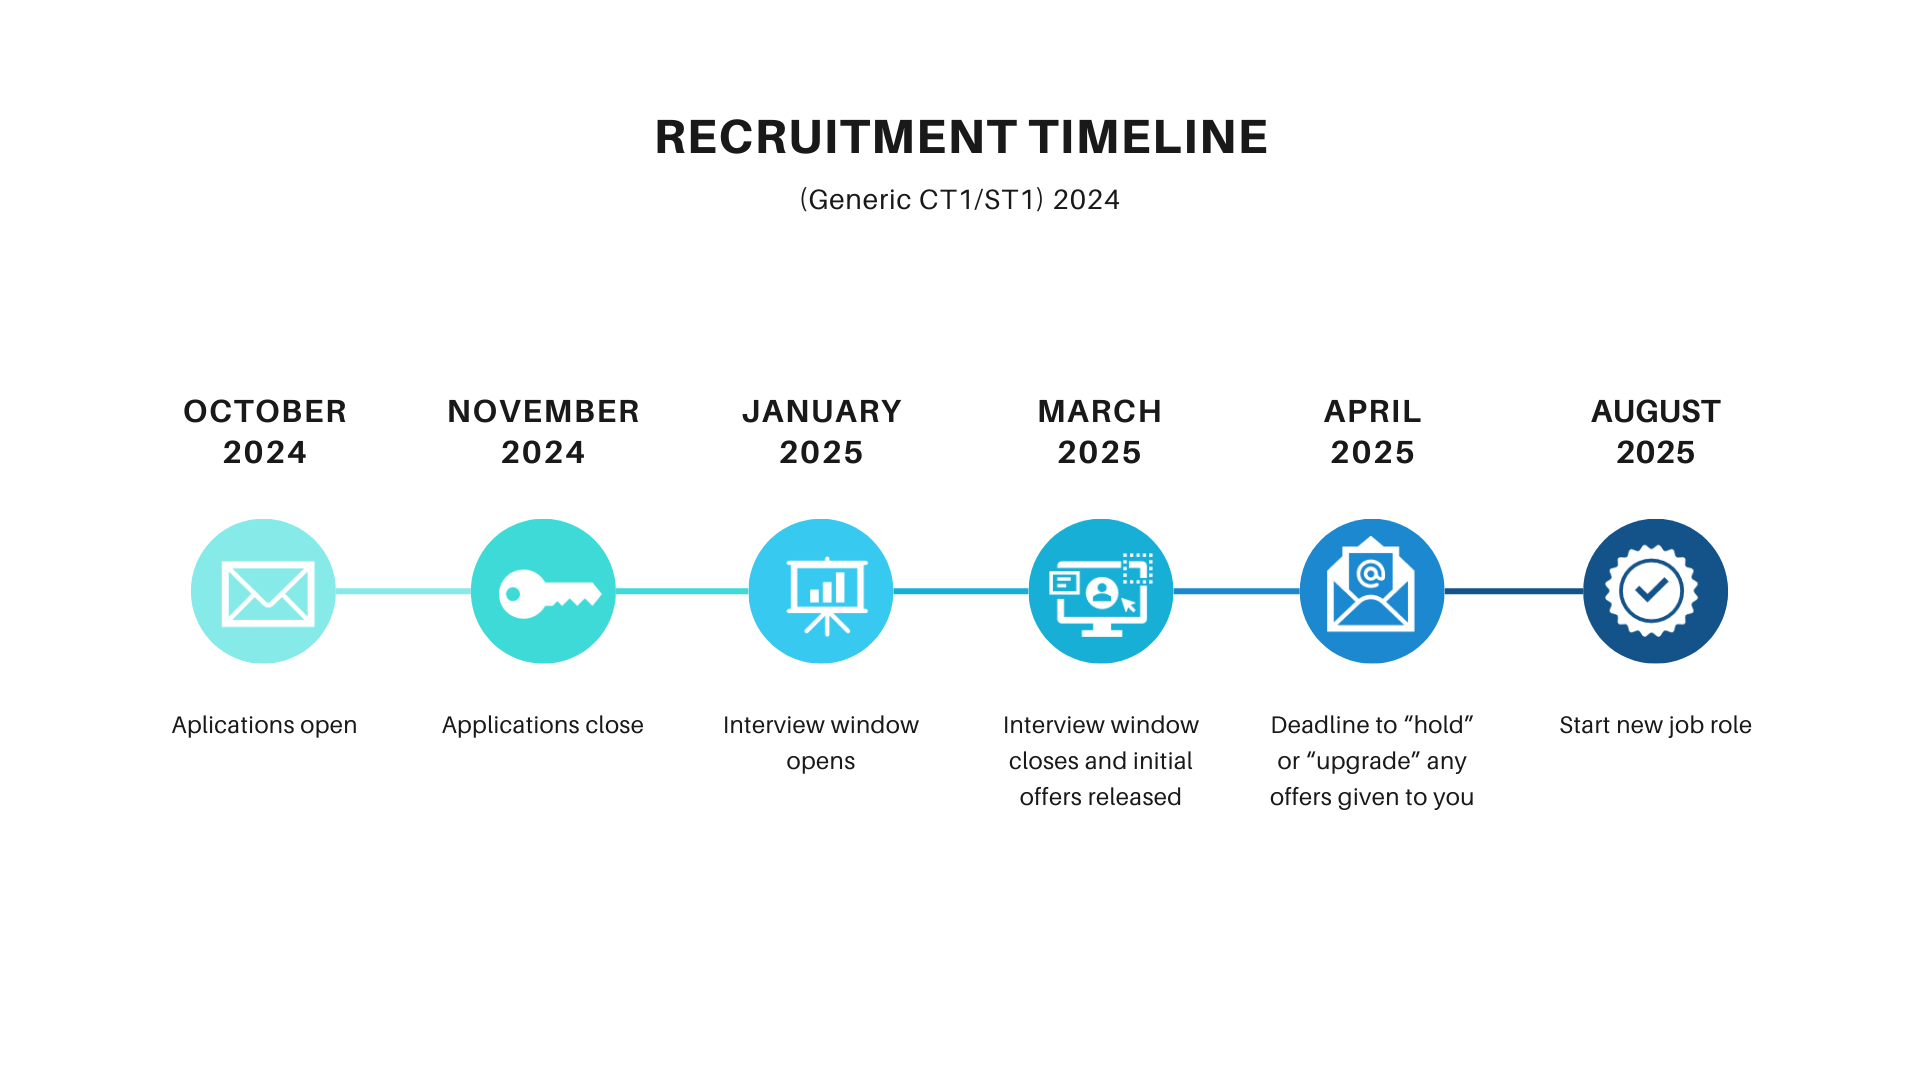 RECRUITMENT TIMELINE
(Generic CT1/ST1) 2024
OCTOBER
2024
NOVEMBER
2024
JANUARY
2025
MARCH
2025
APRIL
2025
AUGUST
2025
@
Aplications open
Applications close
Interview window
opens
Interview window
closes and initial
offers released
Deadline to “hold”
or “upgrade” any
offers given to you
Start new job role